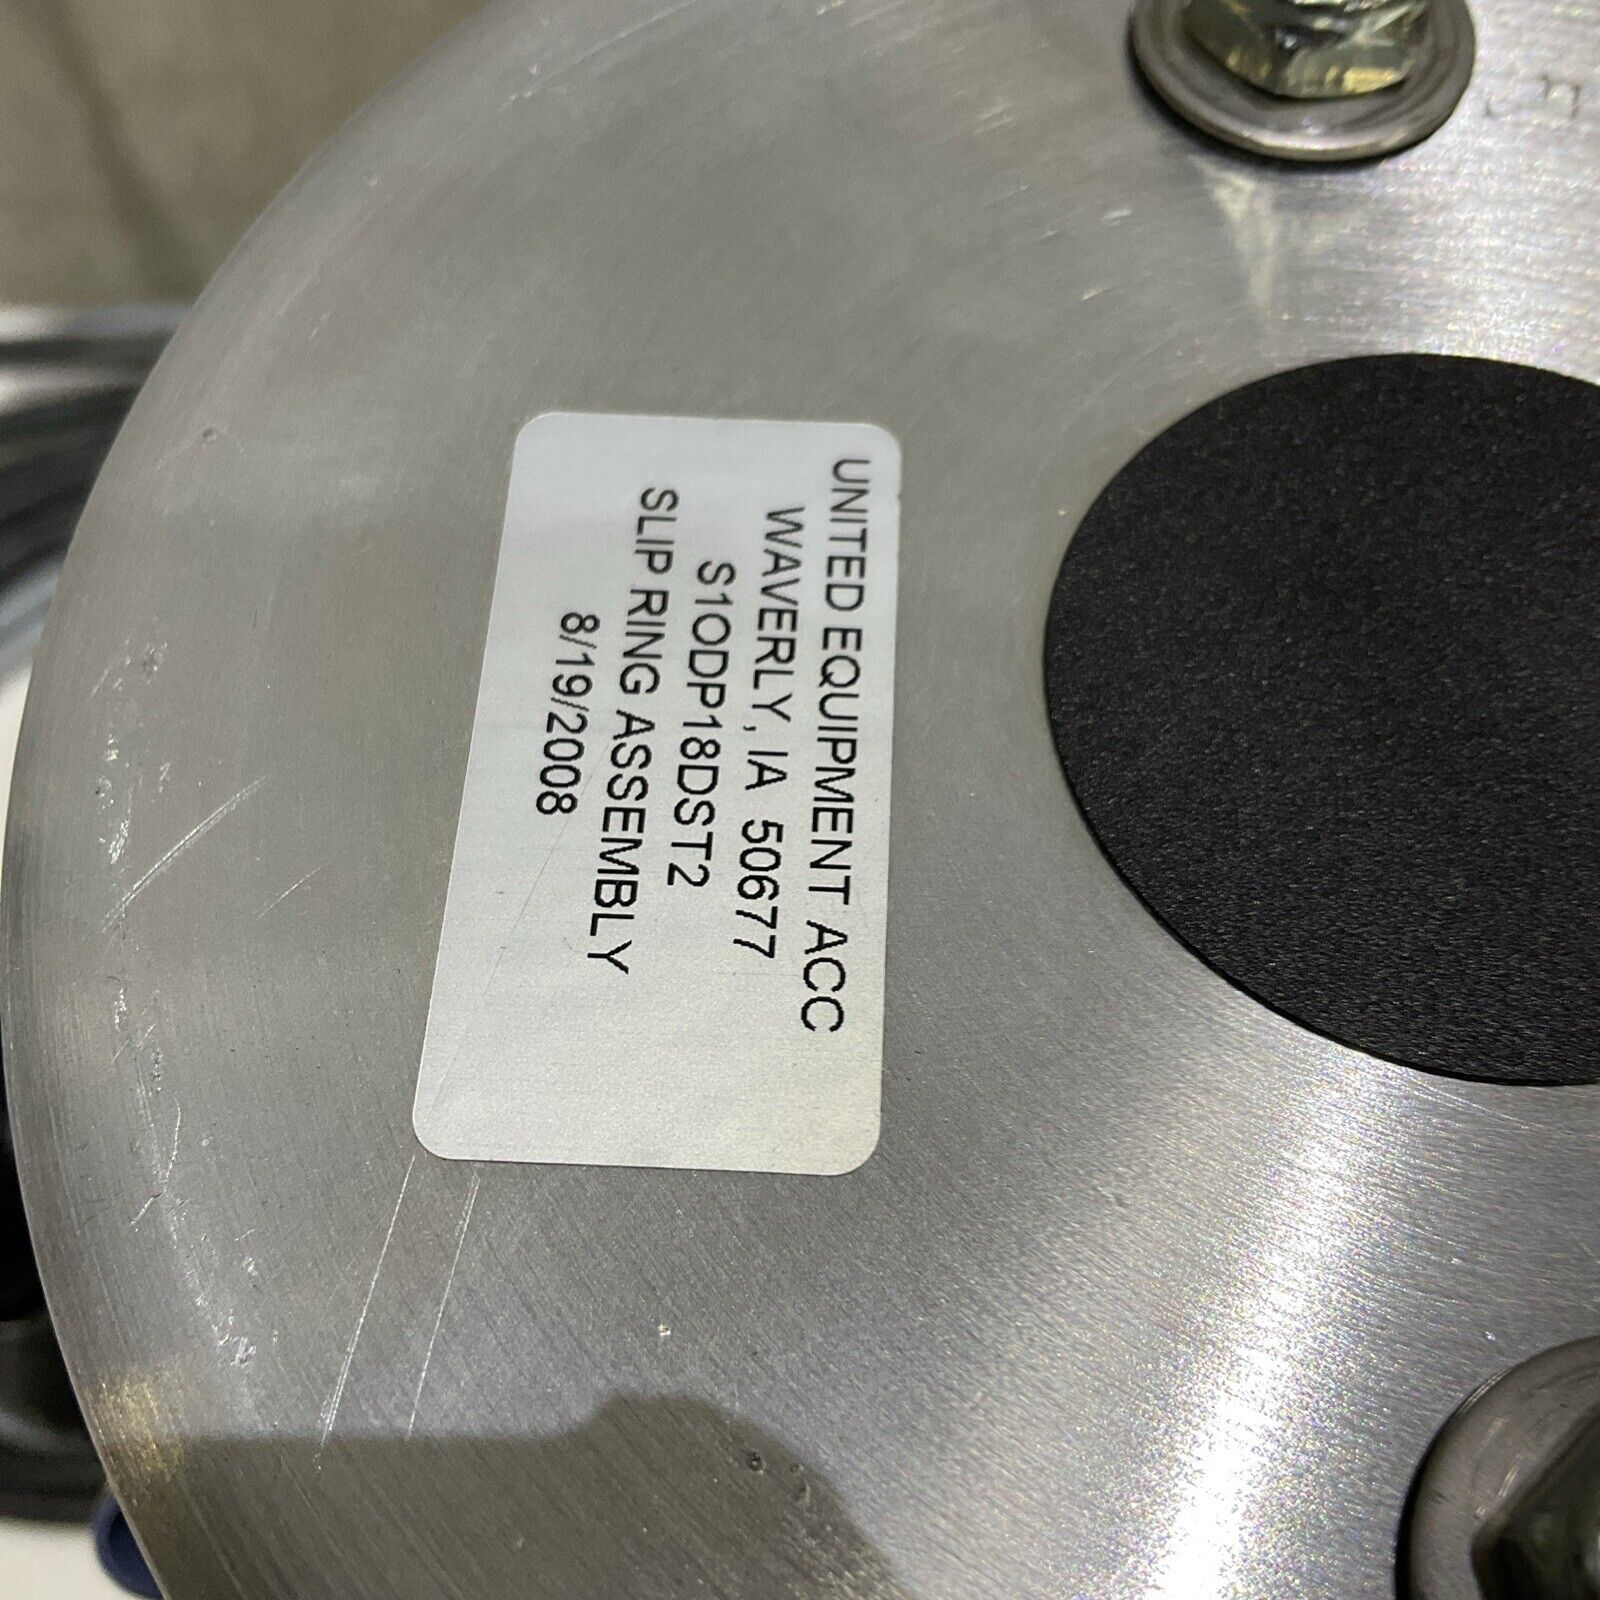 UNITED EQUIPMENT ACC
WAVERLY, IA 50677
S1ODP18DST2
SLIP RING ASSEMBLY
8/19/2008